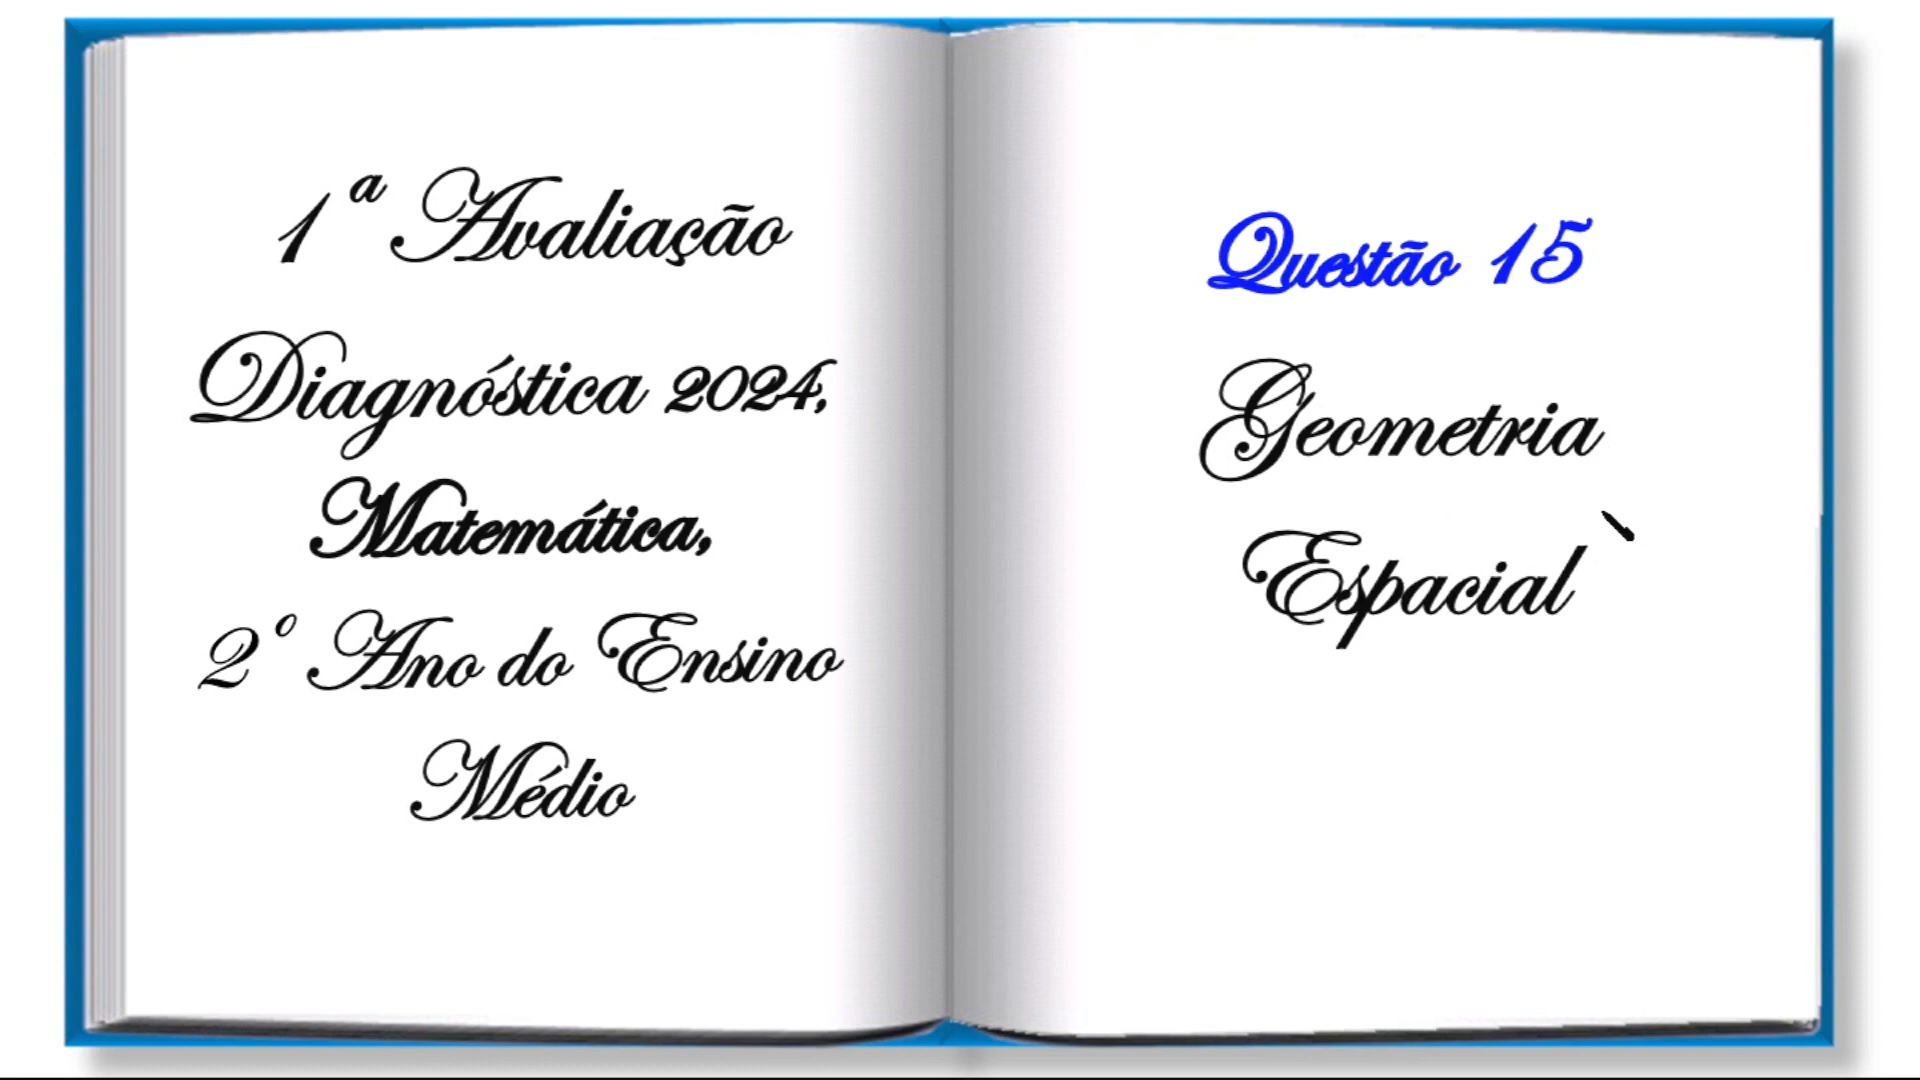 1ª Avaliação
Diagnóstica 2024,
Matemática,
2º Ano do Ensino
Médio
Questão 15
Geometria
Espacial